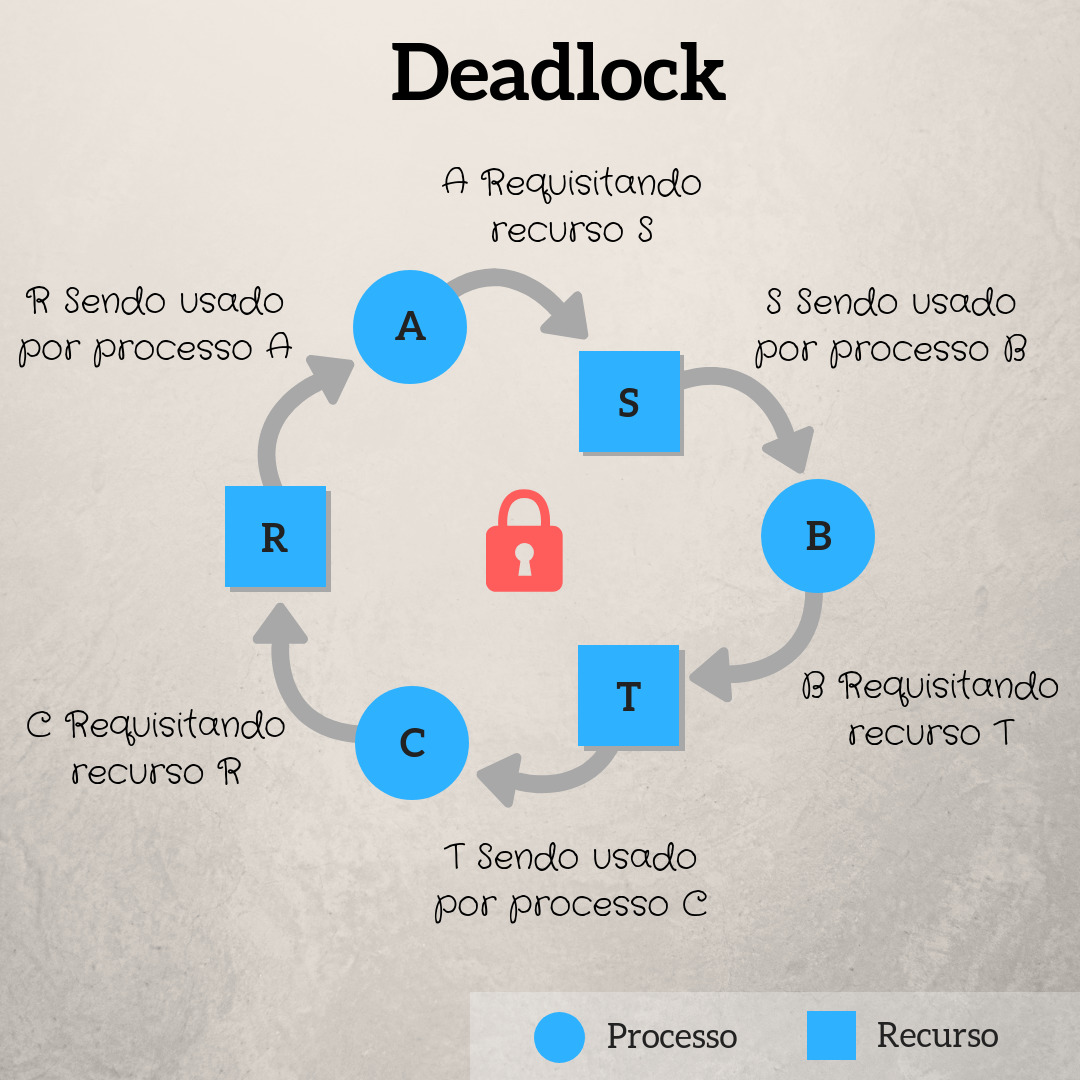 Deadlock
A Requisitando
recurso S
R Sendo usado
por processo A
S Sendo usado
por processo B
A
S
R
B
T
C
B Requisitando
recurso T
C Requisitando
recurso R
T Sendo usado
por processo C
Processo
Recurso